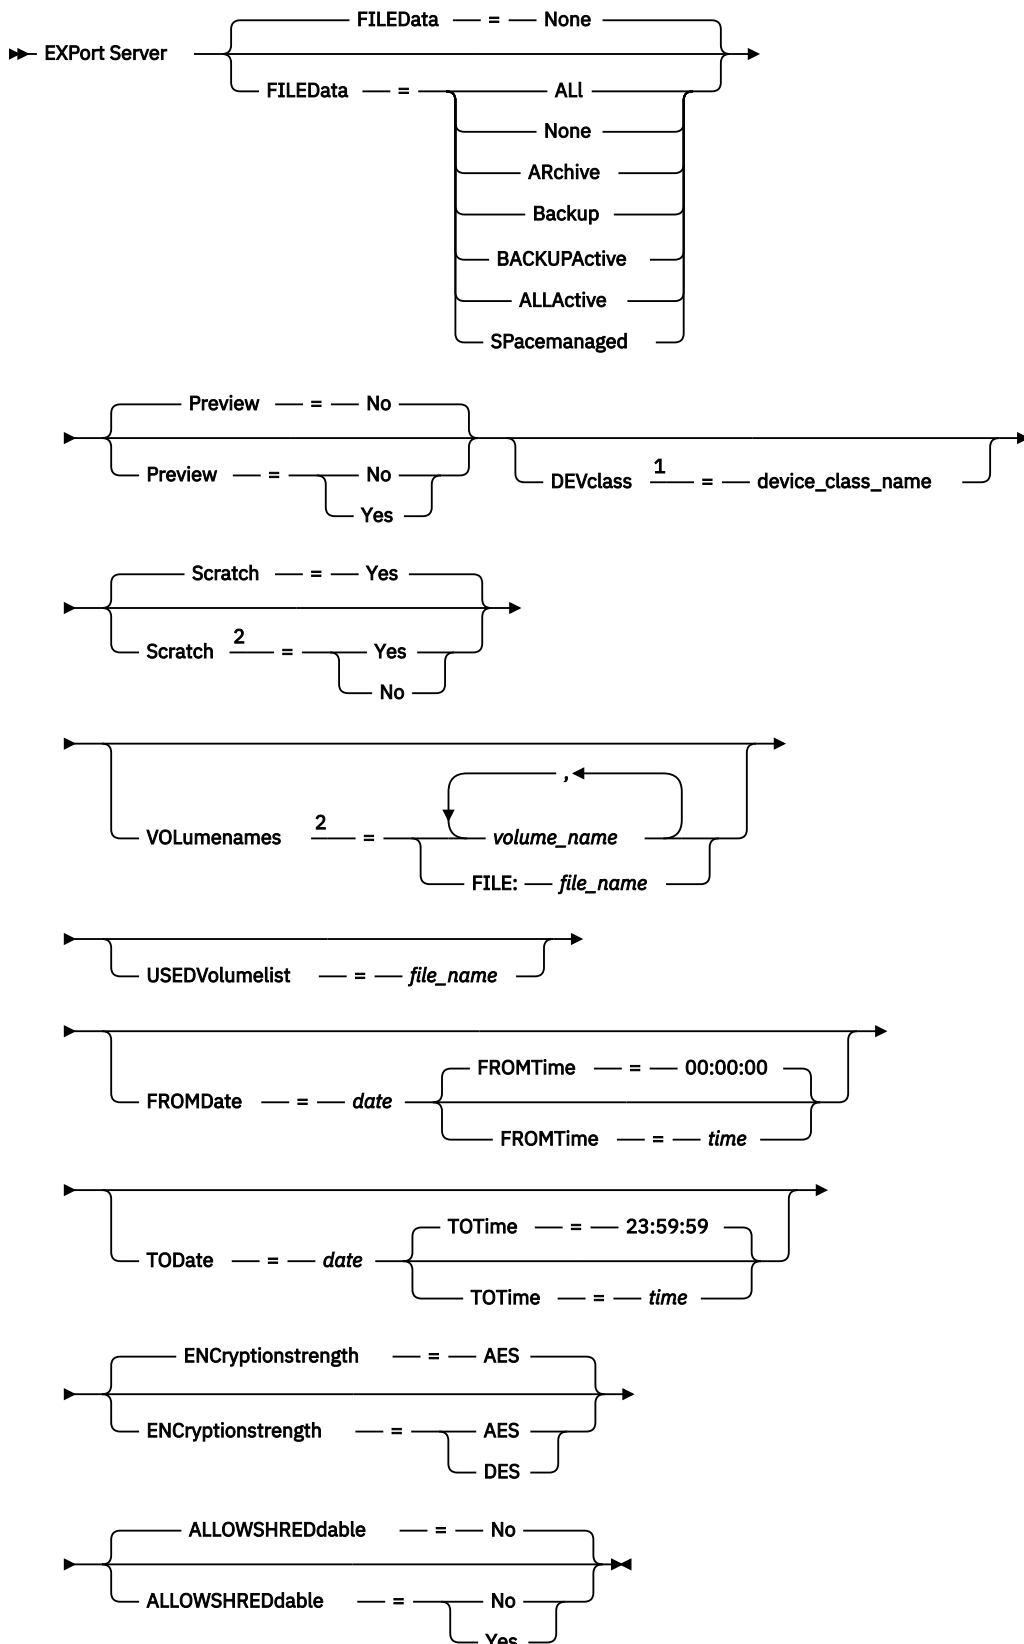 FILEData = None
EXPort Server
FILEData = ALl
None
ARchive
Backup
BACKUPActive
ALLActive
SPacemanaged
Preview = No
Preview = No
Yes
DEVclass 1 = device_class_name
Scratch = Yes
Scratch 2 = Yes
No
,
VOLumenames 2 = volume_name
FILE: file_name
USEDVolumelist = file_name
FROMTime = 00:00:00
FROMDate = date
FROMTime = time
TOTime = 23:59:59
TODate = date
TOTime = time
ENCryptionstrength = AES
ENCryptionstrength = AES
DES
ALLOWSHREDdable = No
ALLOWSHREDdable = No
Yes